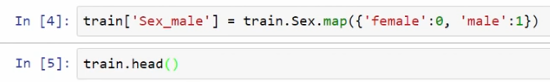 In [4]: train['Sex_male'] = train.Sex.map({'female':0, 'male':1})
In [5]: train.head()